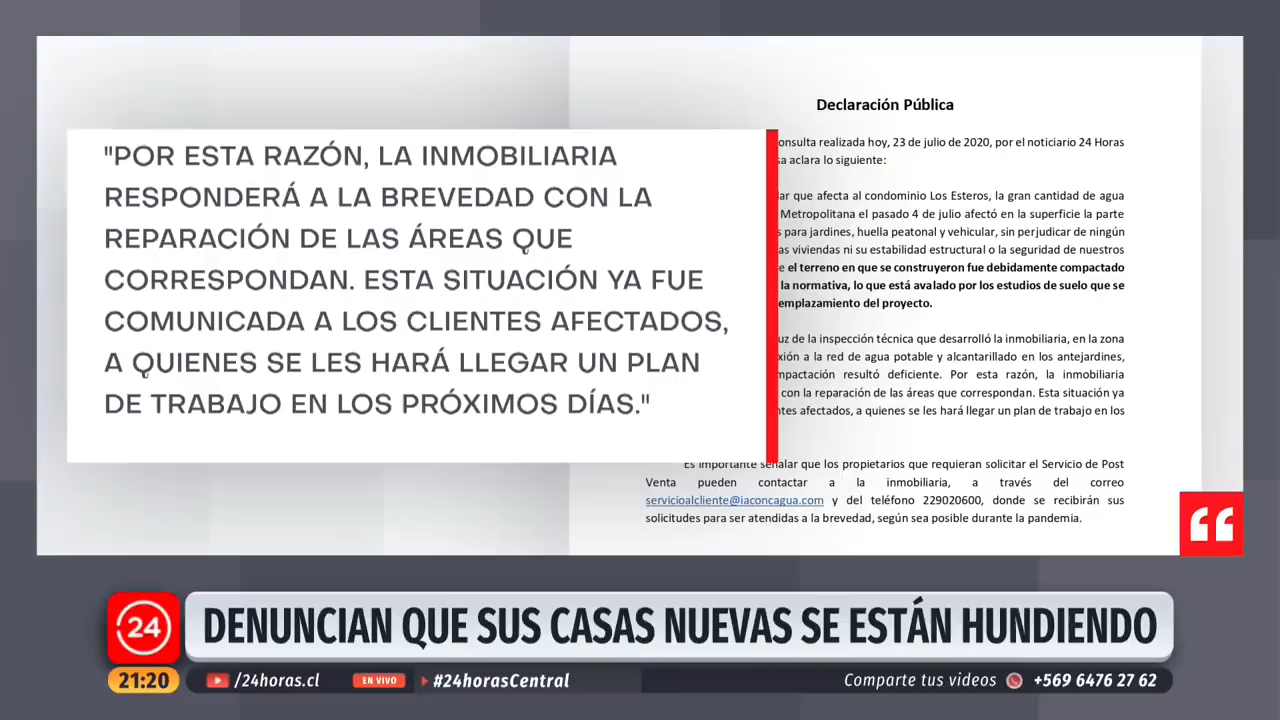 Declaración Pública
"POR ESTA RAZÓN, LA INMOBILIARIA
RESPONDERÁ A LA BREVEDAD CON LA
REPARACIÓN DE LAS ÁREAS QUE
CORRESPONDAN. ESTA SITUACIÓN YA FUE
COMUNICADA A LOS CLIENTES AFECTADOS,
A QUIENES SE LES HARÁ LLEGAR UN PLAN
DE TRABAJO EN LOS PRÓXIMOS DÍAS."
realizada hoy, 23 de julio de 2020, por el noticiario 24 Horas
aclara lo siguiente:
que afecta al condominio Los Esteros, la gran cantidad de agua
Metropolitana el pasado 4 de julio afectó en la superficie la parte
para jardines, huella peatonal y vehicular, sin perjudicar de ningún
viviendas ni su estabilidad estructural o la seguridad de nuestros
el terreno en que se construyeron fue debidamente compactado
la normativa, lo que está avalado por los estudios de suelo que se
emplazamiento del proyecto.
de la inspección técnica que desarrolló la inmobiliaria, en la zona
a la red de agua potable y alcantarillado en los antejardines,
resultó deficiente. Por esta razón, la inmobiliaria
con la reparación de las áreas que correspondan. Esta situación ya
afectados, a quienes se les hará llegar un plan de trabajo en los
Es importante señalar que los propietarios que requieran solicitar el Servicio de Post
Venta pueden contactar a la inmobiliaria, a través del correo
servicioalcliente@iaconcagua.com y del teléfono 229020600, donde se recibirán sus
solicitudes para ser atendidas a la brevedad, según sea posible durante la pandemia.
24 DENUNCIAN QUE SUS CASAS NUEVAS SE ESTÁN HUNDIENDO
21:20 /24horas.cl EN VIVO #24horasCentral Comparte tus videos +569 6476 27 62